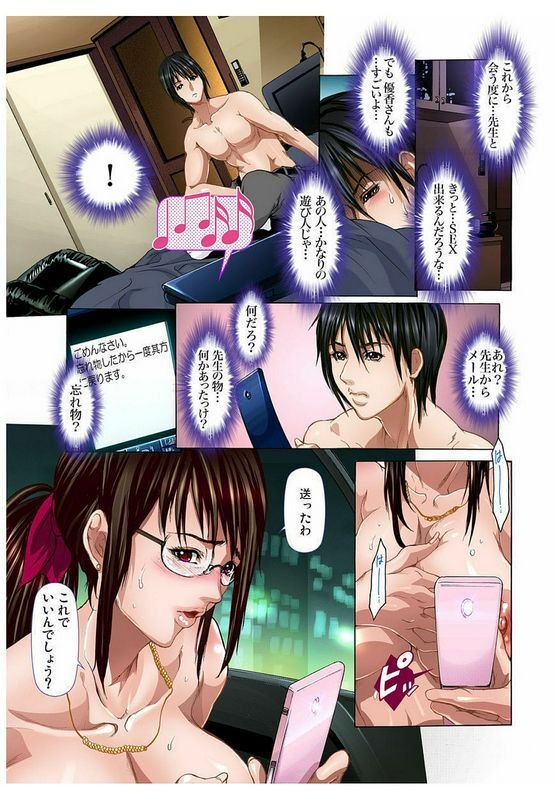 これから
会う度に…先生と
きっと…SEX
出来るんだろうな…
でも 優香さんも
…すごいよ…
あの人…かなりの
遊び人じゃ…
！
あれ？
先生から
メール…
何だろ？
先生の物…
何かあったっけ？
ごめんなさい。
忘れ物したから一度其方
に戻ります。
忘れ物？
はー
はー
ピッ
送ったわ
これで
いいんでしょう？